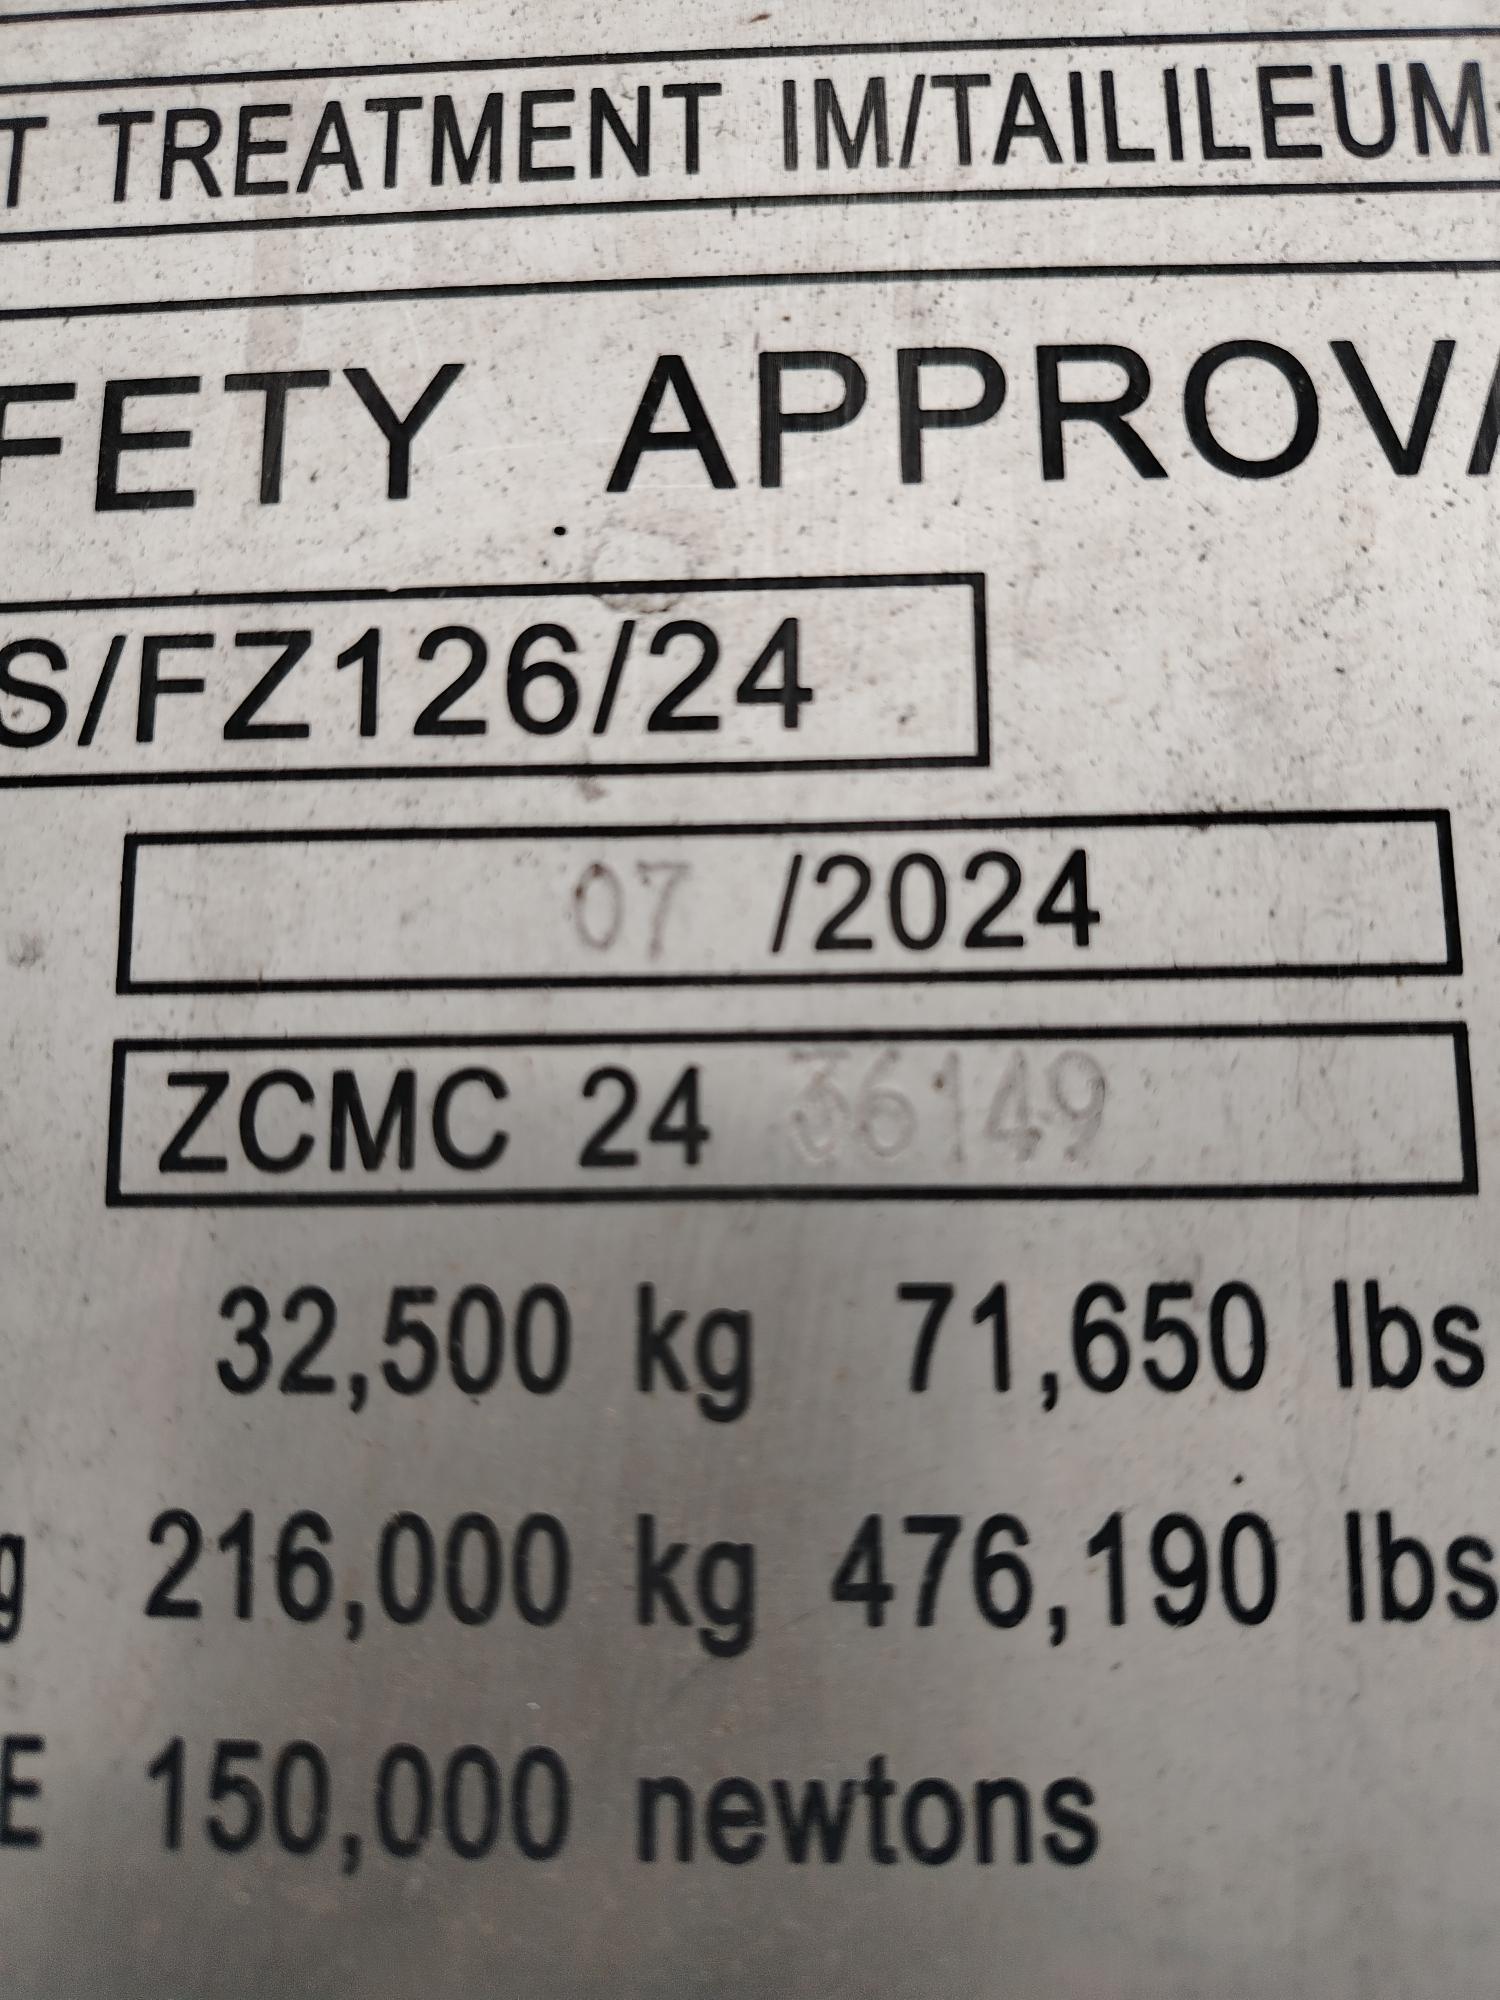 T TREATMENT IM/TAILILEUM
FETY APPROVA
S/FZ126/24
07 /2024
ZCMC 24 36149
32,500 kg 71,650 lbs
g 216,000 kg 476,190 lbs
E 150,000 newtons